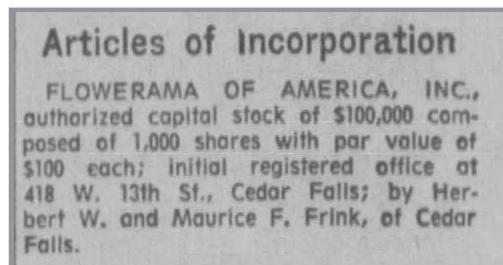 Articles of Incorporation
FLOWERAMA OF AMERICA, INC.,
authorized capital stock of $100,000 com-
posed of 1,000 shares with par value of
$100 each; initial registered office at
418 W. 13th St., Cedar Falls; by Her-
bert W. and Maurice F. Frink, of Cedar
Falls.